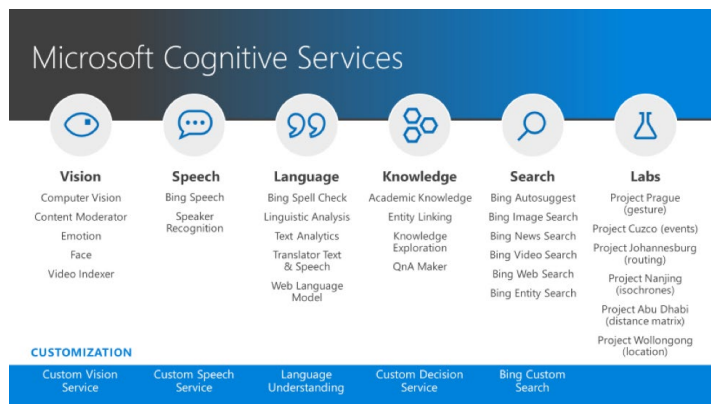 Microsoft Cognitive Services
Vision
Computer Vision
Content Moderator
Emotion
Face
Video Indexer
Speech
Bing Speech
Speaker
Recognition
Language
Bing Spell Check
Linguistic Analysis
Text Analytics
Translator Text
& Speech
Web Language
Model
Knowledge
Academic Knowledge
Entity Linking
Knowledge
Exploration
QnA Maker
Search
Bing Autosuggest
Bing Image Search
Bing News Search
Bing Video Search
Bing Web Search
Bing Entity Search
Labs
Project Prague
(gesture)
Project Cuzco (events)
Project Johannesburg
(routing)
Project Nanjing
(isochrones)
Project Abu Dhabi
(distance matrix)
Project Wollongong
(location)
CUSTOMIZATION
Custom Vision
Service
Custom Speech
Service
Language
Understanding
Custom Decision
Service
Bing Custom
Search